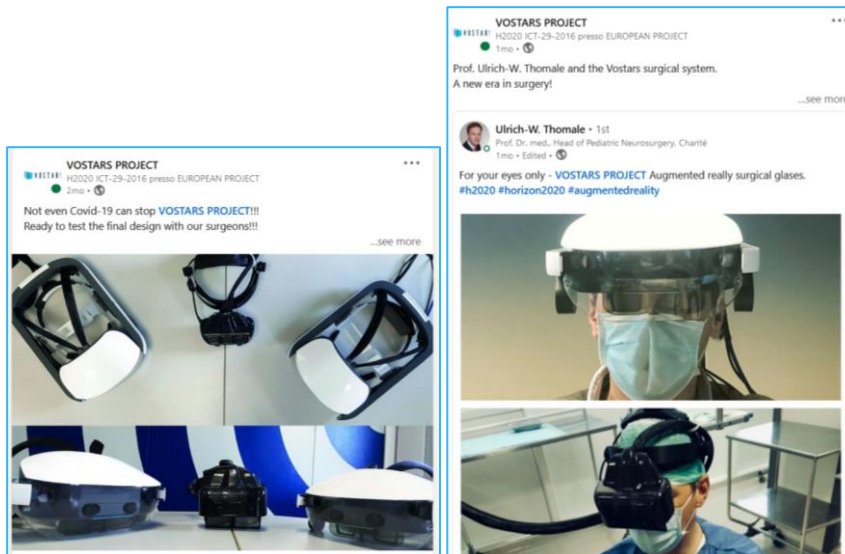 VOSTARS PROJECT
H2020 ICT-29-2016 presso EUROPEAN PROJECT
2mo •
Not even Covid-19 can stop VOSTARS PROJECT!!!
Ready to test the final design with our surgeons!!!
...see more
VOSTARS PROJECT
H2020 ICT-29-2016 presso EUROPEAN PROJECT
1mo •
Prof. Ulrich-W. Thomale and the Vostars surgical system.
A new era in surgery!
...see more
Ulrich-W. Thomale • 1st
Prof. Dr. med., Head of Pediatric Neurosurgery, Charité
1mo • Edited •
For your eyes only - VOSTARS PROJECT Augmented really surgical glases.
#h2020 #horizon2020 #augmentedreality